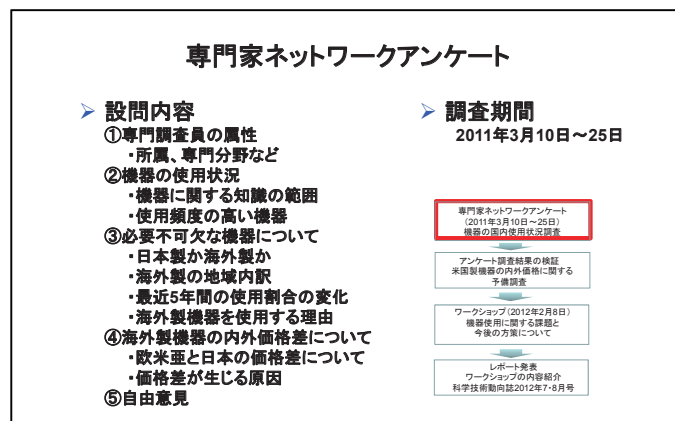 専門家ネットワークアンケート
➢ 設問内容
①専門調査員の属性
・所属、専門分野など
②機器の使用状況
・機器に関する知識の範囲
・使用頻度の高い機器
③必要不可欠な機器について
・日本製か海外製か
・海外製の地域内訳
・最近5年間の使用割合の変化
・海外製機器を使用する理由
④海外製機器の内外価格差について
・欧米亜と日本の価格差について
・価格差が生じる原因
⑤自由意見
➢ 調査期間
2011年3月10日～25日
専門家ネットワークアンケート
（2011年3月10日～25日）
機器の国内使用状況調査
アンケート調査結果の検証
米国製機器の内外価格に関する
予備調査
ワークショップ（2012年2月8日）
機器使用に関する課題と
今後の方策について
レポート発表
ワークショップの内容紹介
科学技術動向誌2012年7・8月号